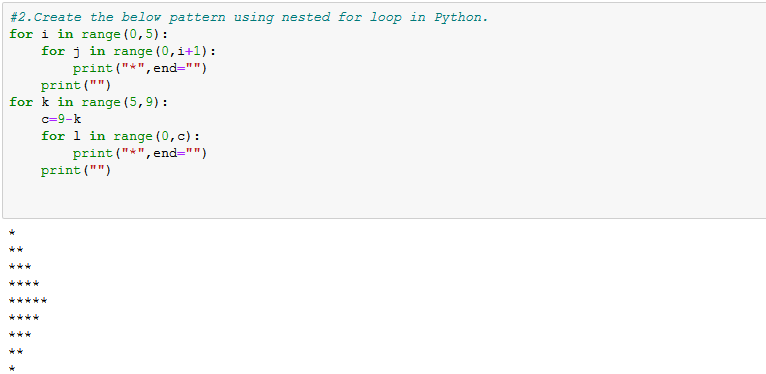 #2.Create the below pattern using nested for loop in Python.
for i in range(0,5):
    for j in range(0,i+1):
        print("*",end="")
    print("")
for k in range(5,9):
    c=9-k
    for l in range(0,c):
        print("*",end="")
    print("")
*
**
***
****
*****
****
***
**
*